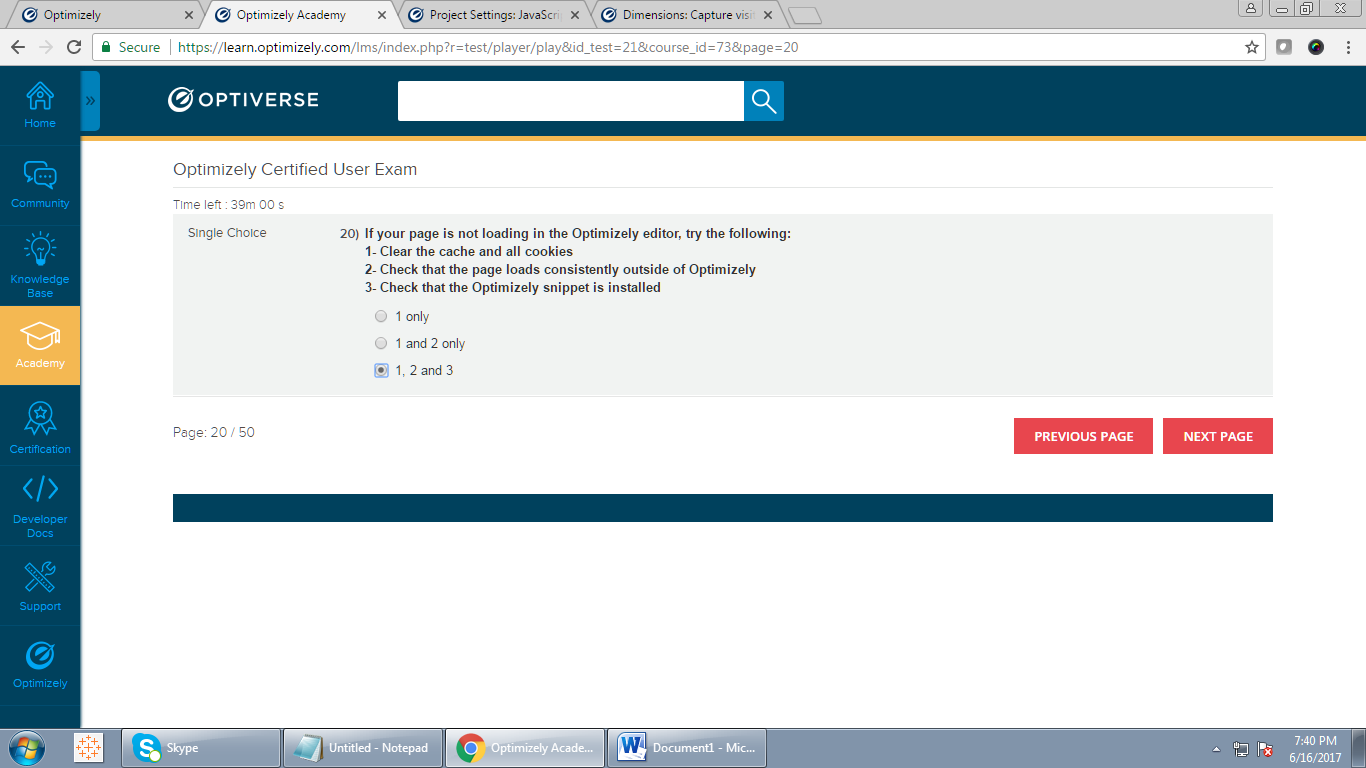 Optimizely
Optimizely Academy
Project Settings: JavaScri
Dimensions: Capture visi
Secure
https://learn.optimizely.com/lms/index.php?r=test/player/play&id_test=21&course_id=73&page=20
»
OPTIVERSE
Home
Community
Knowledge
Base
Academy
Certification
Developer
Docs
Support
Optimizely
Optimizely Certified User Exam
Time left : 39m 00 s
Single Choice
20) If your page is not loading in the Optimizely editor, try the following:
1- Clear the cache and all cookies
2- Check that the page loads consistently outside of Optimizely
3- Check that the Optimizely snippet is installed
1 only
1 and 2 only
1, 2 and 3
Page: 20 / 50
PREVIOUS PAGE
NEXT PAGE
Skype
Untitled - Notepad
Optimizely Acade...
Document1 - Mic...
7:40 PM
6/16/2017